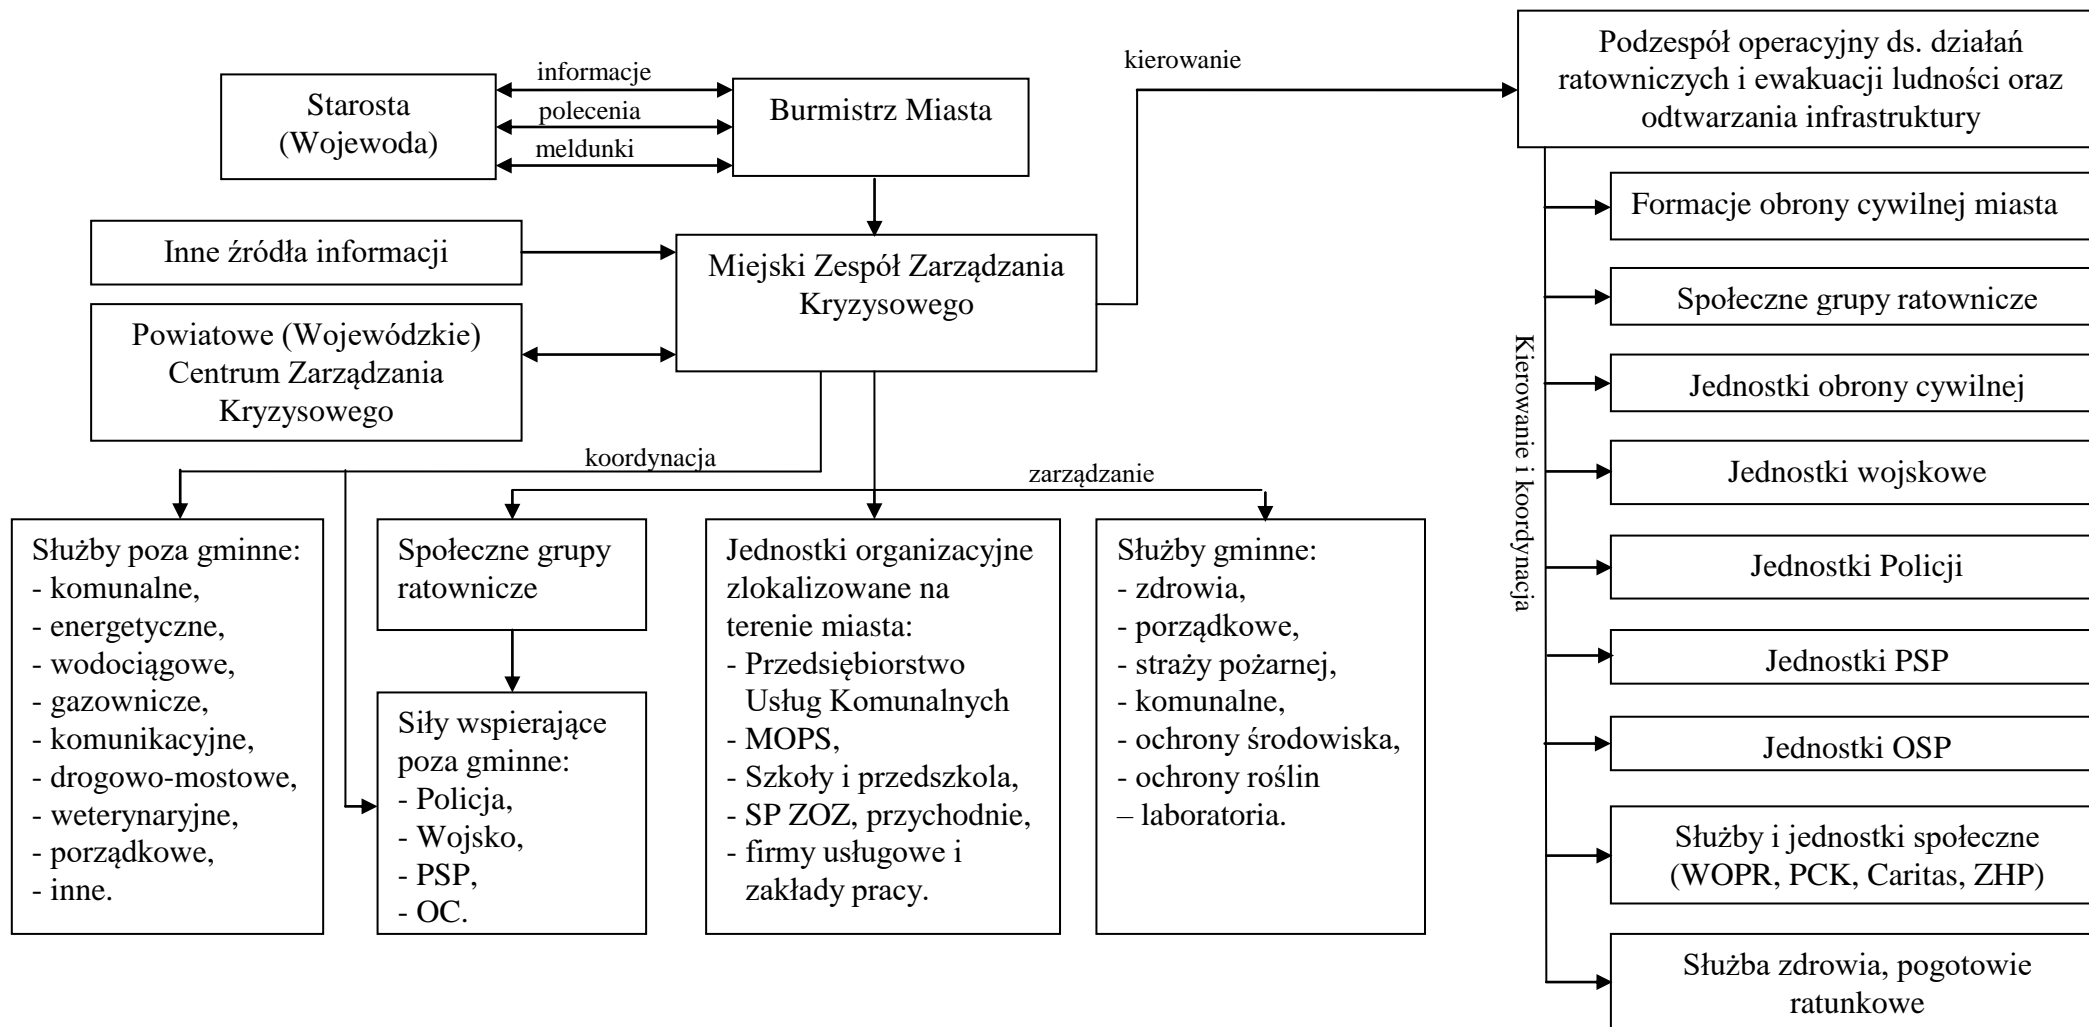 informacje
Starosta
(Wojewoda)
polecenia
meldunki
Burmistrz Miasta
kierowanie
Podzespół operacyjny ds. działań
ratowniczych i ewakuacji ludności oraz
odtwarzania infrastruktury
Inne źródła informacji
Miejski Zespół Zarządzania
Kryzysowego
Powiatowe (Wojewódzkie)
Centrum Zarządzania
Kryzysowego
koordynacja
zarządzanie
Służby poza gminne:
- komunalne,
- energetyczne,
- wodociągowe,
- gazownicze,
- komunikacyjne,
- drogowo-mostowe,
- weterynaryjne,
- porządkowe,
- inne.
Społeczne grupy
ratownicze
Siły wspierające
poza gminne:
- Policja,
- Wojsko,
- PSP,
- OC.
Jednostki organizacyjne
zlokalizowane na
terenie miasta:
- Przedsiębiorstwo
Usług Komunalnych
- MOPS,
- Szkoły i przedszkola,
- SP ZOZ, przychodnie,
- firmy usługowe i
zakłady pracy.
Służby gminne:
- zdrowia,
- porządkowe,
- straży pożarnej,
- komunalne,
- ochrony środowiska,
- ochrony roślin
– laboratoria.
Kierowanie i koordynacja
Formacje obrony cywilnej miasta
Społeczne grupy ratownicze
Jednostki obrony cywilnej
Jednostki wojskowe
Jednostki Policji
Jednostki PSP
Jednostki OSP
Służby i jednostki społeczne
(WOPR, PCK, Caritas, ZHP)
Służba zdrowia, pogotowie
ratunkowe